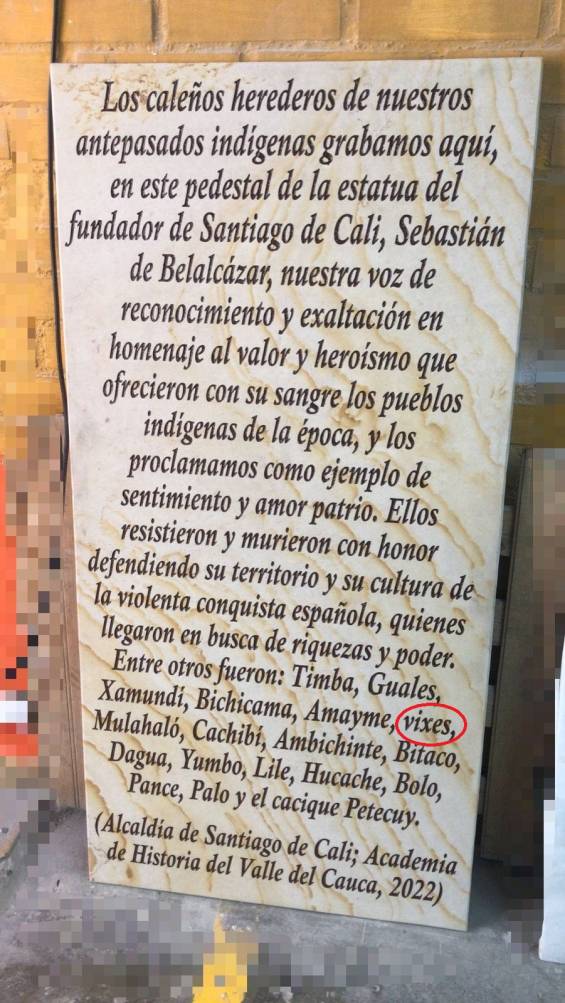 Los caleños herederos de nuestros
antepasados indígenas grabamos aquí,
en este pedestal de la estatua del
fundador de Santiago de Cali, Sebastián
de Belalcázar, nuestra voz de
reconocimiento y exaltación en
homenaje al valor y heroísmo que
ofrecieron con su sangre los pueblos
indígenas de la época, y los
proclamamos como ejemplo de
sentimiento y amor patrio. Ellos
resistieron y murieron con honor
defendiendo su territorio y su cultura de
la violenta conquista española, quienes
llegaron en busca de riquezas y poder.
Entre otros fueron: Timba, Guales,
Xamundí, Bichicama, Amayme, vixes,
Mulahaló, Cachibí, Ambichinte, Bitaco,
Dagua, Yumbo, Lile, Hucache, Bolo,
Pance, Palo y el cacique Petecuy.
(Alcaldía de Santiago de Cali; Academia
de Historia del Valle del Cauca, 2022)